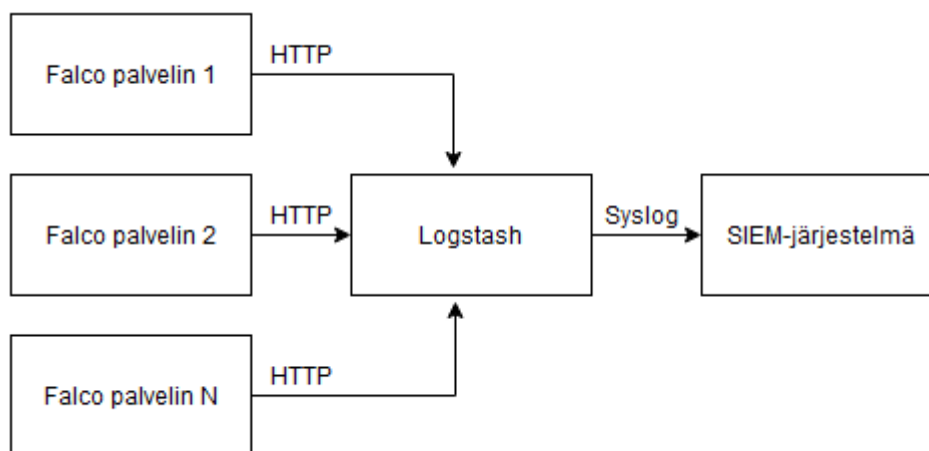 Falco palvelin 1
HTTP
Falco palvelin 2
HTTP
Logstash
Syslog
SIEM-järjestelmä
Falco palvelin N
HTTP